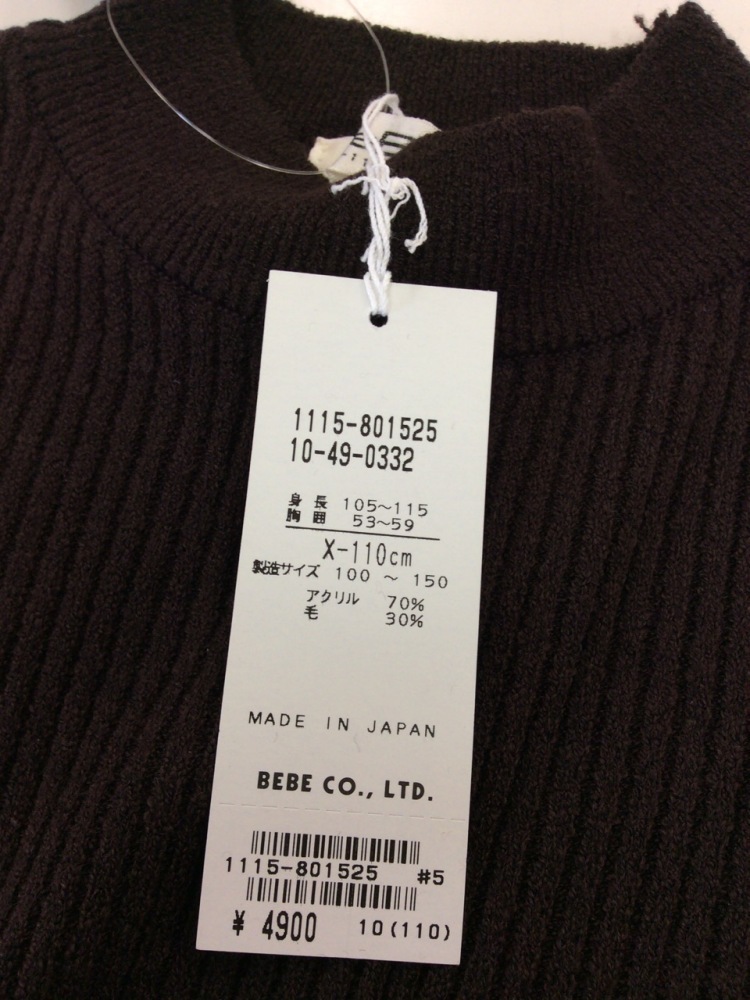 1115-801525
10-49-0332
身長 105～115
胸囲 53～59
X-110cm
製造サイズ 100 ～ 150
アクリル 70%
毛 30%
MADE IN JAPAN
BEBE CO., LTD.
1115-801525 #5
¥ 4900 10(110)